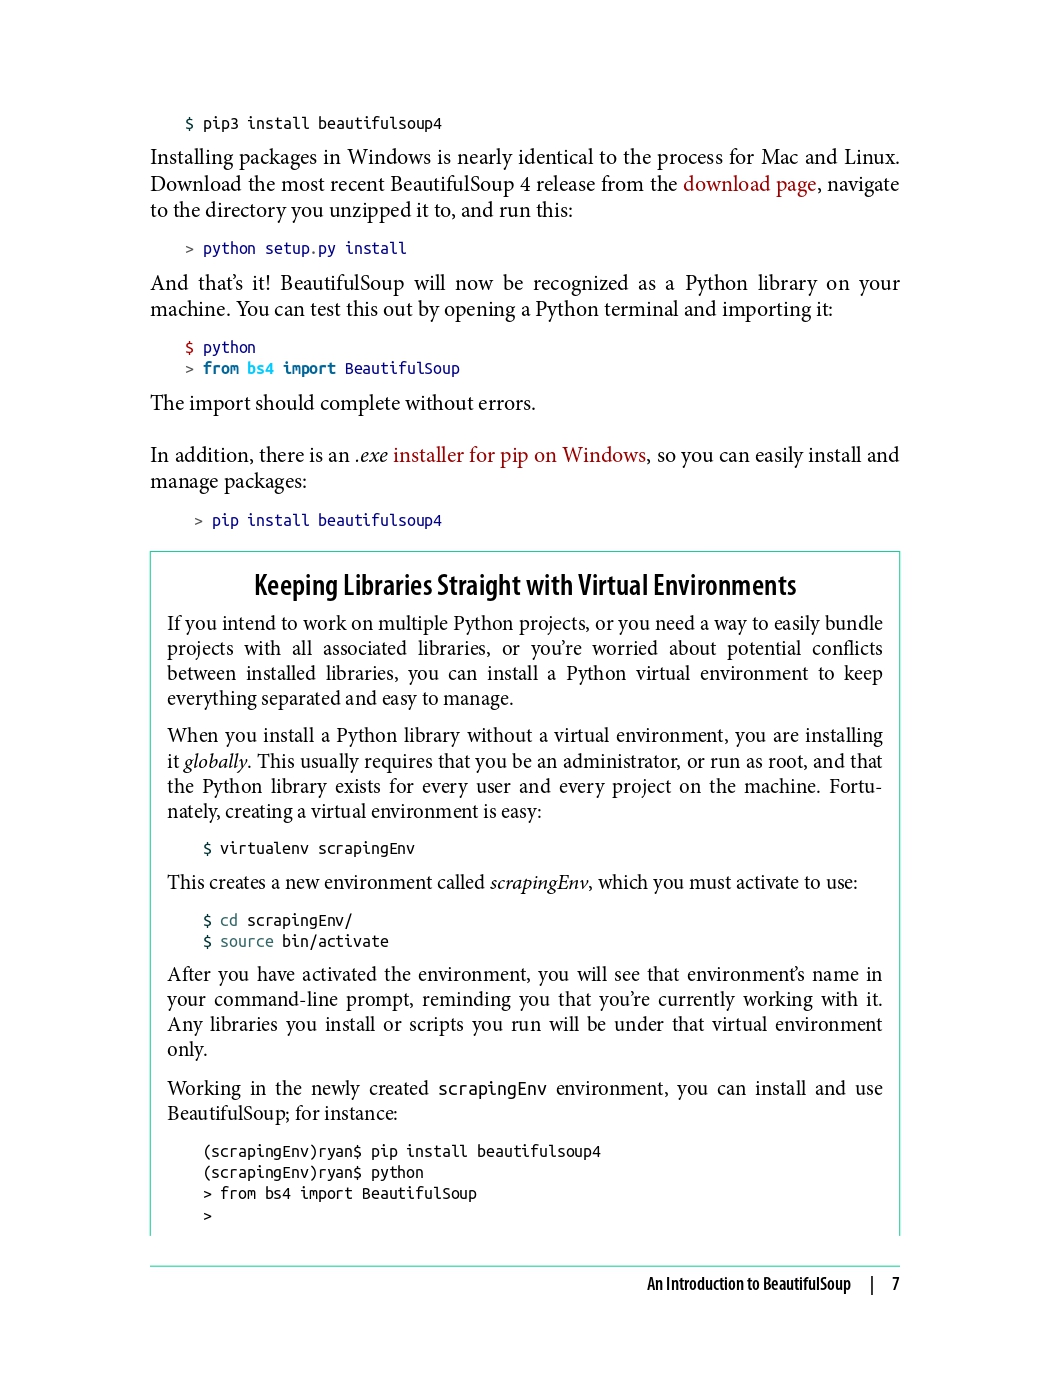 $ pip3 install beautifulsoup4
Installing packages in Windows is nearly identical to the process for Mac and Linux.
Download the most recent BeautifulSoup 4 release from the download page, navigate
to the directory you unzipped it to, and run this:
> python setup.py install
And that’s it! BeautifulSoup will now be recognized as a Python library on your
machine. You can test this out by opening a Python terminal and importing it:
$ python
> from bs4 import BeautifulSoup
The import should complete without errors.
In addition, there is an .exe installer for pip on Windows, so you can easily install and
manage packages:
> pip install beautifulsoup4
Keeping Libraries Straight with Virtual Environments
If you intend to work on multiple Python projects, or you need a way to easily bundle
projects with all associated libraries, or you’re worried about potential conflicts
between installed libraries, you can install a Python virtual environment to keep
everything separated and easy to manage.
When you install a Python library without a virtual environment, you are installing
it globally. This usually requires that you be an administrator, or run as root, and that
the Python library exists for every user and every project on the machine. Fortu-
nately, creating a virtual environment is easy:
$ virtualenv scrapingEnv
This creates a new environment called scrapingEnv, which you must activate to use:
$ cd scrapingEnv/
$ source bin/activate
After you have activated the environment, you will see that environment’s name in
your command-line prompt, reminding you that you’re currently working with it.
Any libraries you install or scripts you run will be under that virtual environment
only.
Working in the newly created scrapingEnv environment, you can install and use
BeautifulSoup; for instance:
(scrapingEnv)ryan$ pip install beautifulsoup4
(scrapingEnv)ryan$ python
> from bs4 import BeautifulSoup
>
An Introduction to BeautifulSoup | 7